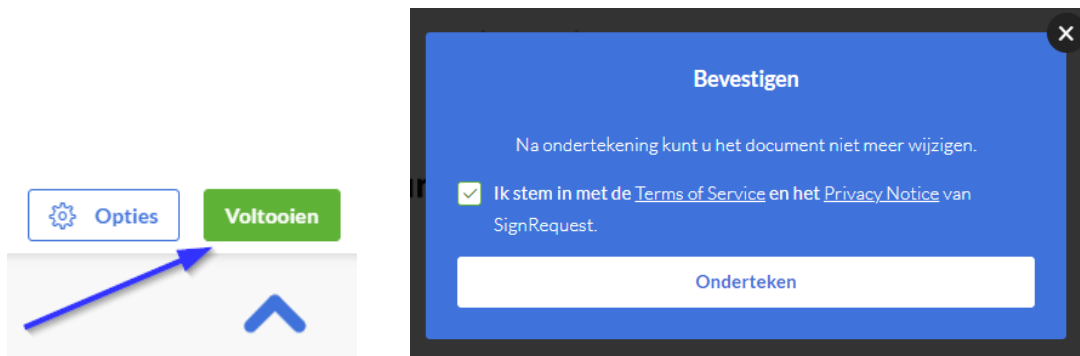 Opties
Voltooien
Bevestigen
Na ondertekening kunt u het document niet meer wijzigen.
Ik stem in met de Terms of Service en het Privacy Notice van
SignRequest.
Onderteken